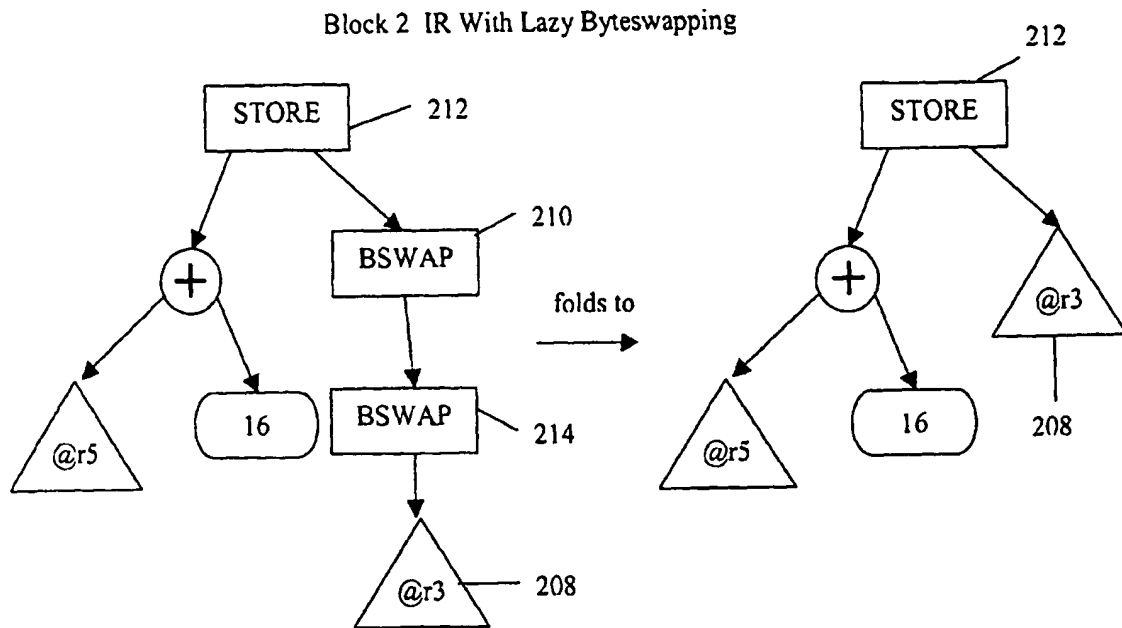 Block 2 IR With Lazy Byteswapping
STORE
212
210
BSWAP
BSWAP
214
@r5
16
@r3
208
folds to
212
STORE
@r3
208
@r5
16